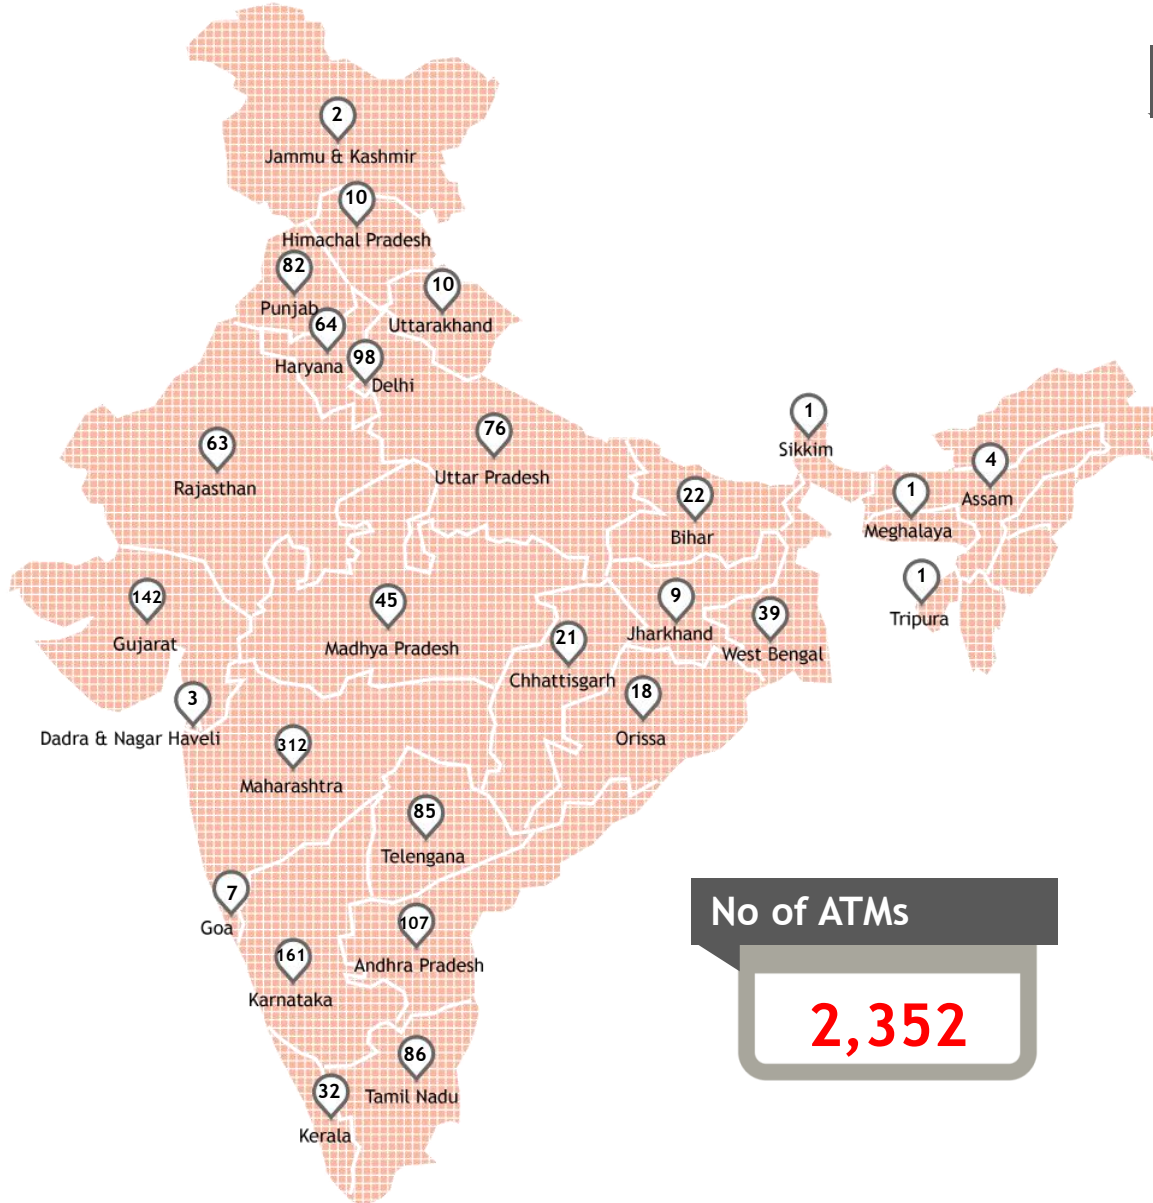 2
Jammu & Kashmir
10
Himachal Pradesh
82
Punjab
10
Uttarakhand
64
Haryana
98
Delhi
63
Rajasthan
76
Uttar Pradesh
1
Sikkim
4
Assam
1
Meghalaya
22
Bihar
1
Tripura
142
Gujarat
45
Madhya Pradesh
9
Jharkhand
39
West Bengal
21
Chhattisgarh
18
Orissa
3
Dadra & Nagar Haveli
312
Maharashtra
85
Telengana
7
Goa
107
Andhra Pradesh
161
Karnataka
86
Tamil Nadu
32
Kerala
No of ATMs
2,352